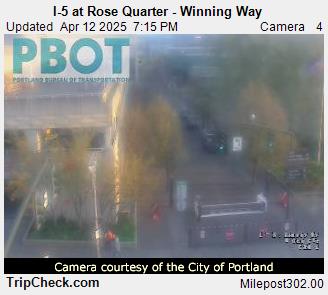 I-5 at Rose Quarter - Winning Way
Updated Apr 12 2025 7:15 PM Camera 4
PBOT
PORTLAND BUREAU OF TRANSPORTATION
Camera courtesy of the City of Portland
TripCheck.com Milepost302.00